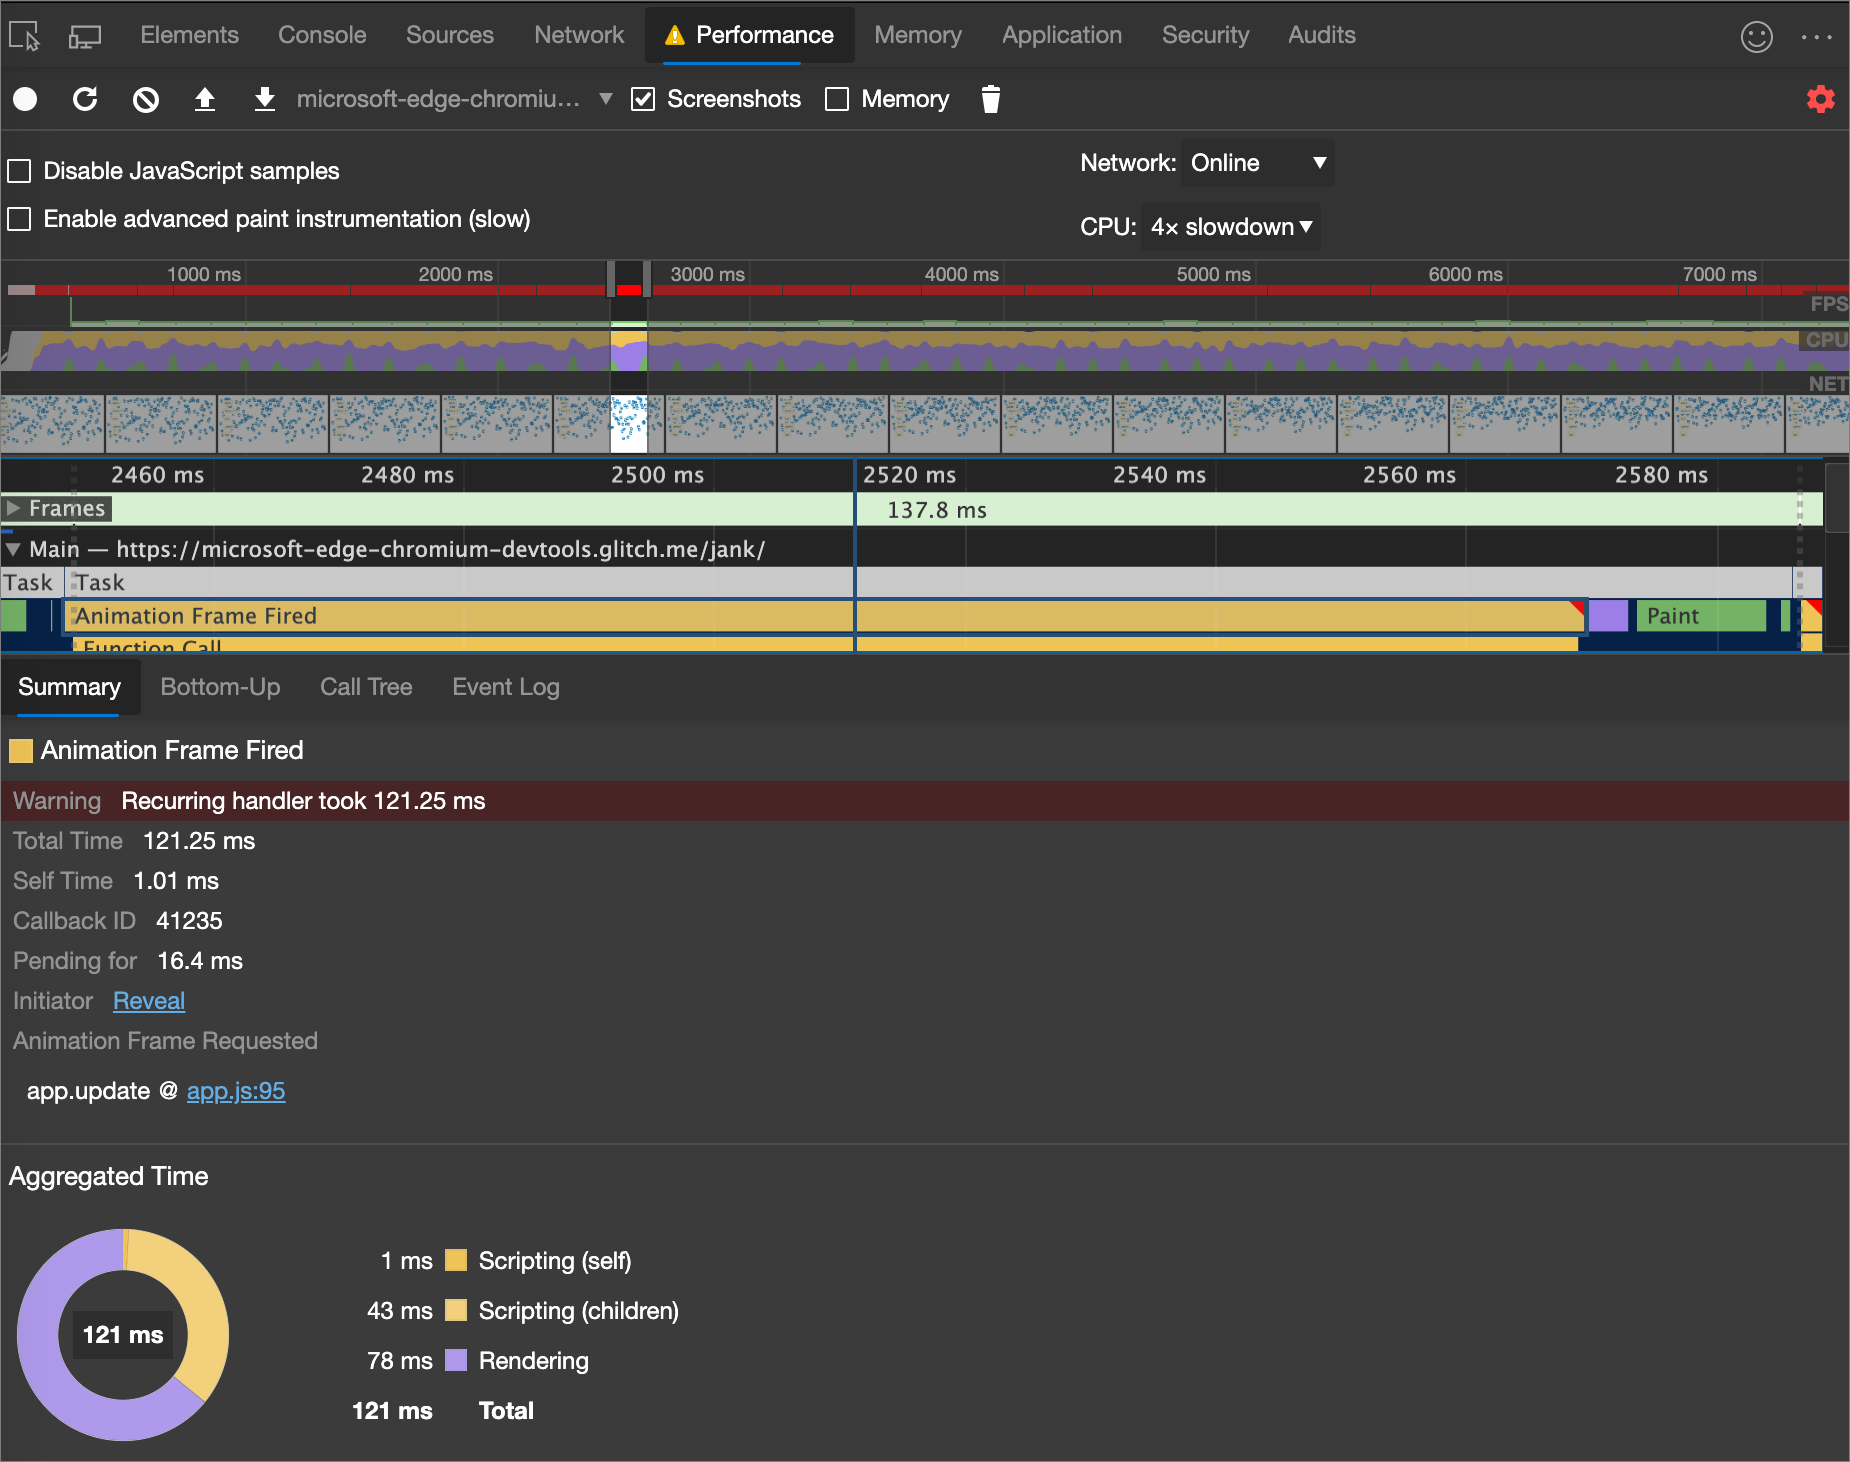 Elements Console Sources Network Performance Memory Application Security Audits
microsoft-edge-chromiu... Screenshots Memory
Disable JavaScript samples Network: Online
Enable advanced paint instrumentation (slow) CPU: 4× slowdown
1000 ms 2000 ms 3000 ms 4000 ms 5000 ms 6000 ms 7000 ms
FPS
CPU
NET
2460 ms 2480 ms 2500 ms 2520 ms 2540 ms 2560 ms 2580 ms
Frames 137.8 ms
Main — https://microsoft-edge-chromium-devtools.glitch.me/jank/
Task Task
Animation Frame Fired Paint
Function Call
Summary Bottom-Up Call Tree Event Log
Animation Frame Fired
Warning Recurring handler took 121.25 ms
Total Time 121.25 ms
Self Time 1.01 ms
Callback ID 41235
Pending for 16.4 ms
Initiator Reveal
Animation Frame Requested
app.update @ app.js:95
Aggregated Time
121 ms
1 ms Scripting (self)
43 ms Scripting (children)
78 ms Rendering
121 ms Total